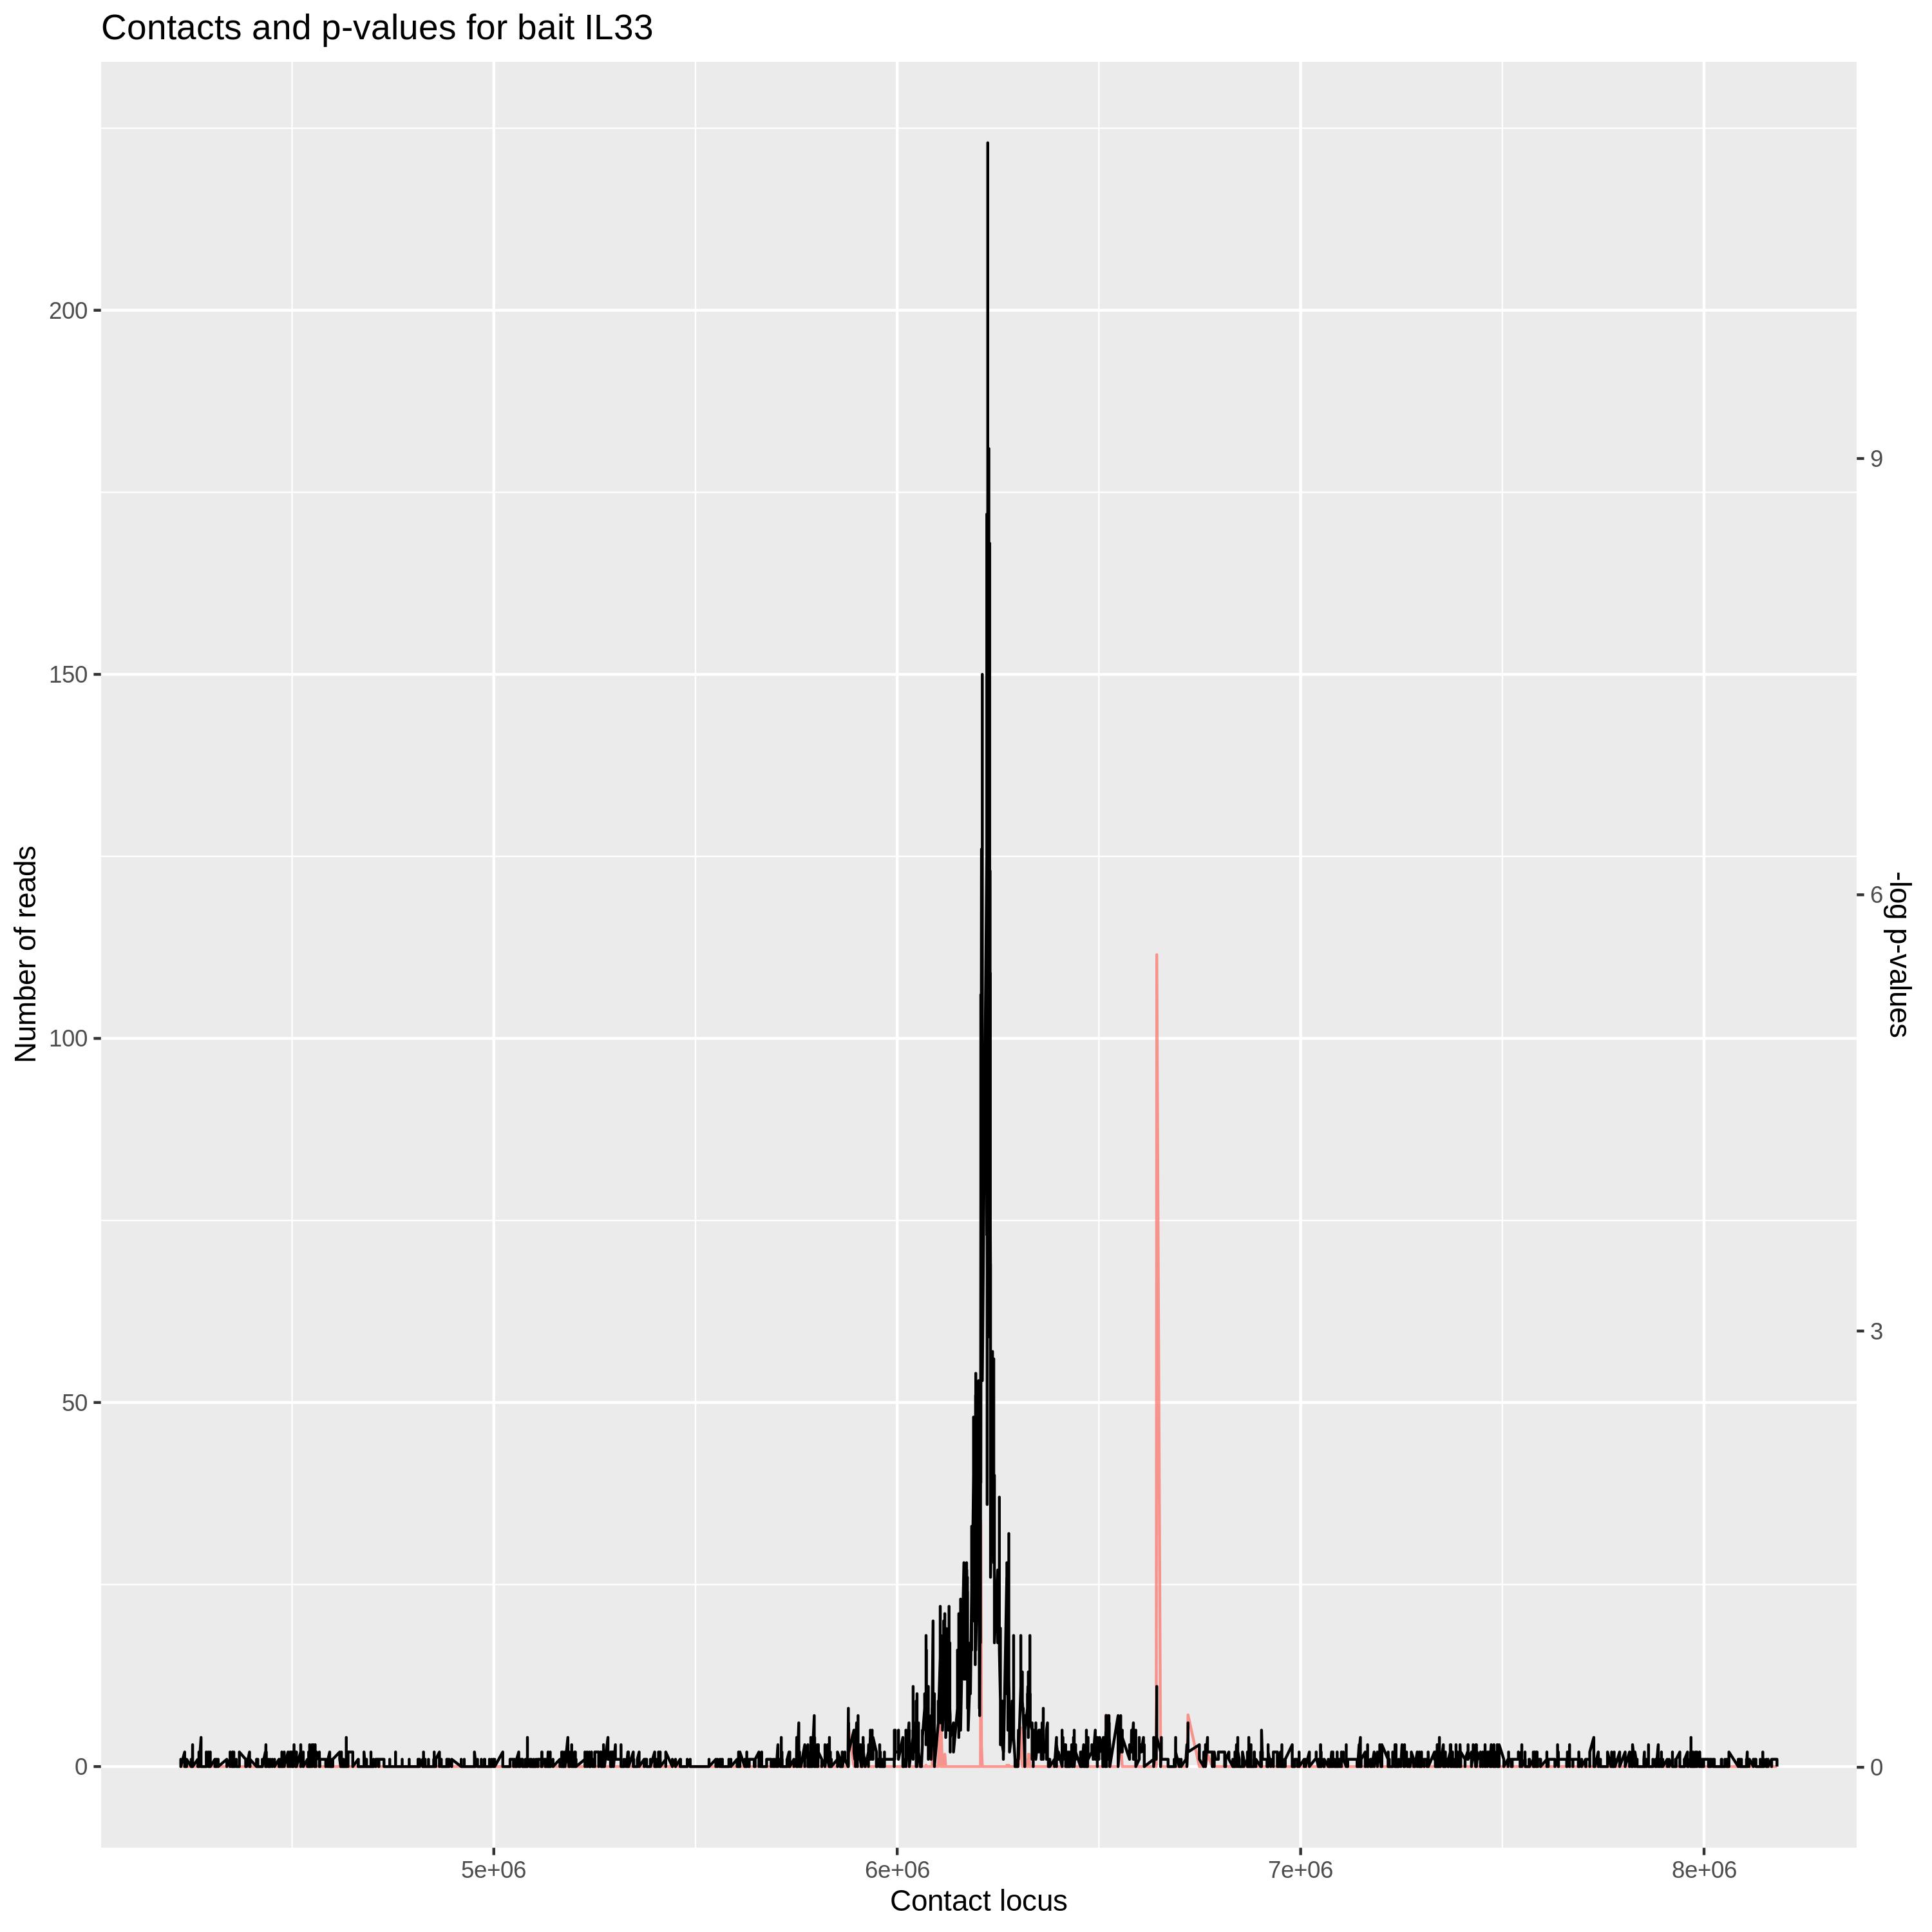 Contacts and p-values for bait IL33
Number of reads
200
150
100
50
0
9
6
3
0
-log p-values
5e+06
6e+06
7e+06
8e+06
Contact locus